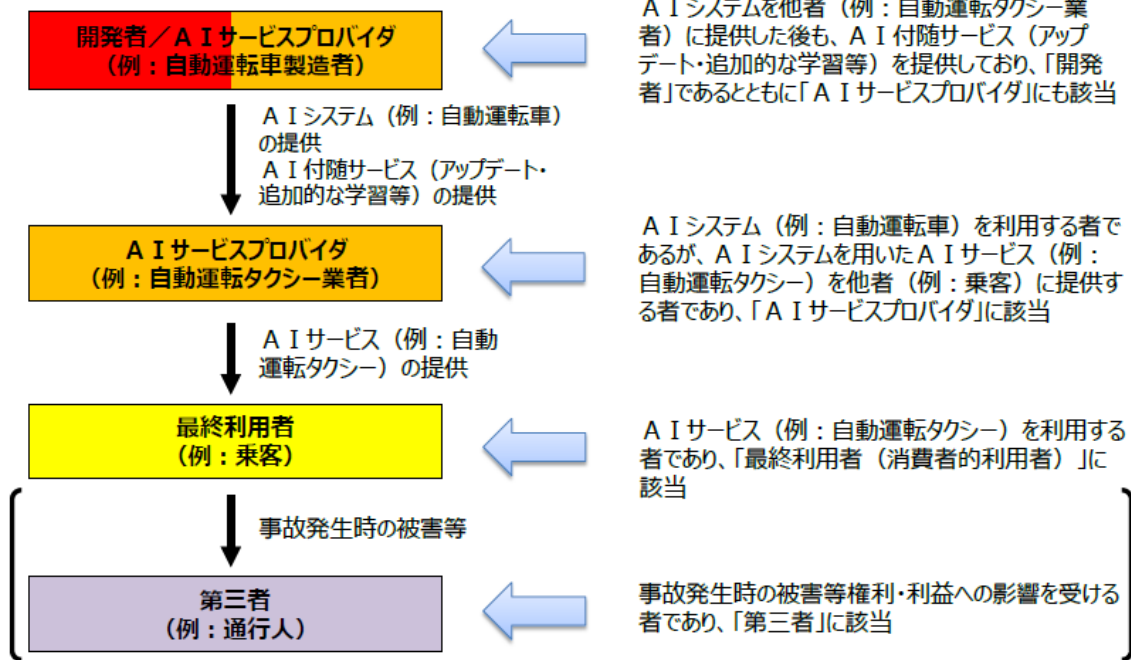 ＡＩシステムを他者（例：自動運転タクシー業
者）に提供した後も、ＡＩ付随サービス（アップ
デート・追加的な学習等）を提供しており、「開発
者」であるとともに「ＡＩサービスプロバイダ」にも該当
開発者／ＡＩサービスプロバイダ
（例：自動運転車製造者）
ＡＩシステム（例：自動運転車）
の提供
ＡＩ付随サービス（アップデート・
追加的な学習等）の提供
ＡＩサービスプロバイダ
（例：自動運転タクシー業者）
ＡＩシステム（例：自動運転車）を利用する者で
あるが、ＡＩシステムを用いたＡＩサービス（例：
自動運転タクシー）を他者（例：乗客）に提供す
る者であり、「ＡＩサービスプロバイダ」に該当
ＡＩサービス（例：自動
運転タクシー）の提供
最終利用者
（例：乗客）
ＡＩサービス（例：自動運転タクシー）を利用する
者であり、「最終利用者（消費者的利用者）」に
該当
事故発生時の被害等
第三者
（例：通行人）
事故発生時の被害等権利・利益への影響を受ける
者であり、「第三者」に該当